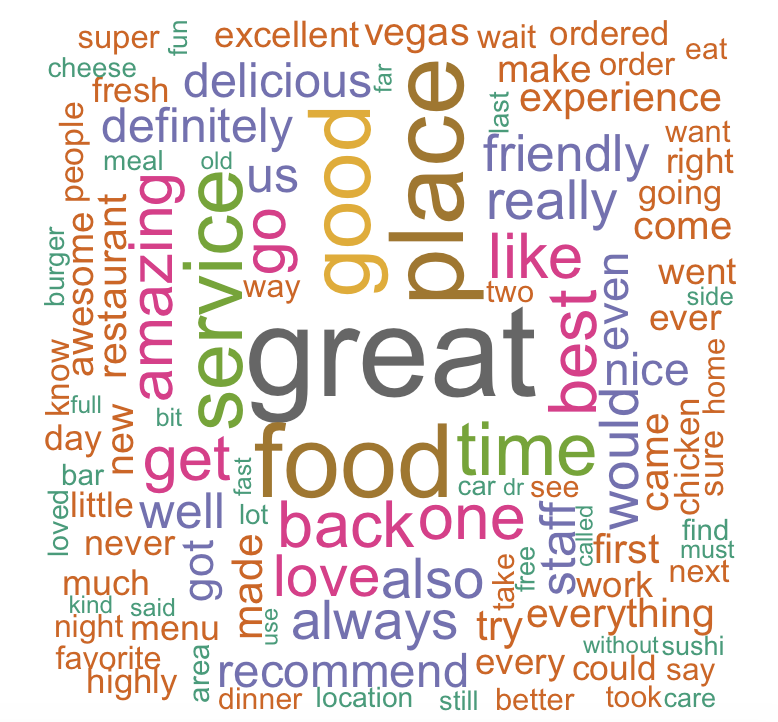 super
fun
excellent
vegas
wait
ordered
eat
cheese
fresh
delicious
far
make
order
last
experience
people
definitely
good
place
friendly
want
right
meal
old
us
really
going
come
amazing
service
go
like
went
burger
awesome
restaurant
way
two
even
side
ever
great
best
nice
know
full
bit
home
day
new
get
food
time
would
came
chicken
sure
bar
fast
car
dr
see
loved
little
well
lot
back
one
staff
called
find
must
never
got
made
love
also
take
free
first
work
next
much
kind
said
use
always
try
everything
night
menu
without
sushi
favorite
highly
area
recommend
every
could
say
dinner
location
still
better
took
care